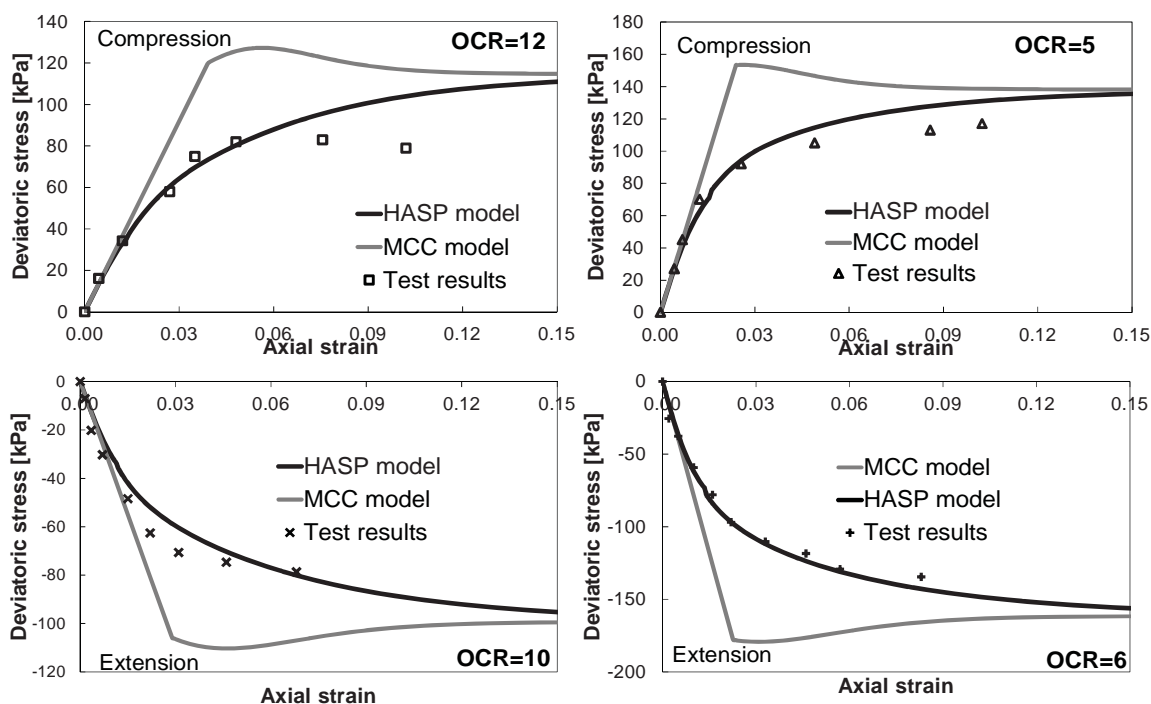 140
120
100
80
60
40
20
0
Deviatoric stress [kPa]
Compression
OCR=12
HASP model
MCC model
Test results
0.00 0.03 0.06 0.09 0.12 0.15
Axial strain
180
160
140
120
100
80
60
40
20
0
Deviatoric stress [kPa]
Compression
OCR=5
HASP model
MCC model
Test results
0.00 0.03 0.06 0.09 0.12 0.15
Axial strain
0
-20
-40
-60
-80
-100
-120
Deviatoric stress [kPa]
0.00 0.03 0.06 0.09 0.12 0.15
HASP model
MCC model
Test results
Extension
OCR=10
Axial strain
0
-50
-100
-150
-200
Deviatoric stress [kPa]
0.00 0.03 0.06 0.09 0.12 0.15
MCC model
HASP model
Test results
Extension
OCR=6
Axial strain